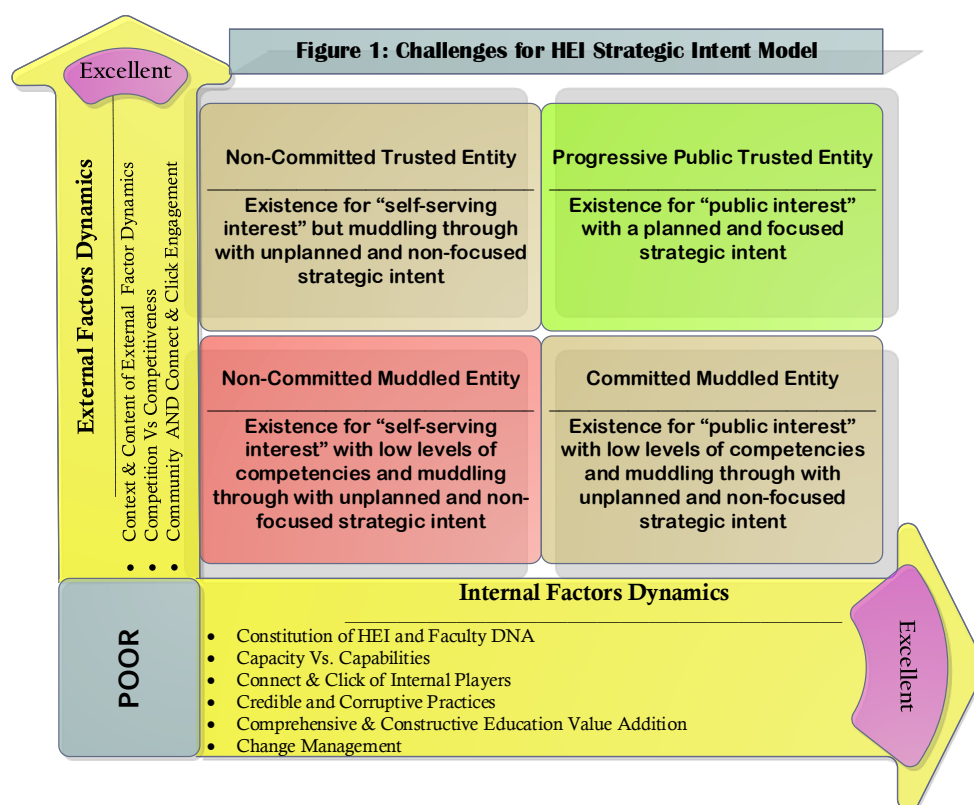 Figure 1: Challenges for HEI Strategic Intent Model
Excellent
External Factors Dynamics
• Context & Content of External Factor Dynamics
• Competition Vs Competitiveness
• Community AND Connect & Click Engagement
Non-Committed Trusted Entity
Existence for “self-serving
interest” but muddling through
with unplanned and non-focused
strategic intent
Progressive Public Trusted Entity
Existence for “public interest”
with a planned and focused
strategic intent
Non-Committed Muddled Entity
Existence for “self-serving
interest” with low levels of
competencies and muddling
through with unplanned and non-
focused strategic intent
Committed Muddled Entity
Existence for “public interest”
with low levels of competencies
and muddling through with
unplanned and non-focused
strategic intent
POOR
Internal Factors Dynamics
• Constitution of HEI and Faculty DNA
• Capacity Vs. Capabilities
• Connect & Click of Internal Players
• Credible and Corruptive Practices
• Comprehensive & Constructive Education Value Addition
• Change Management
Excellent